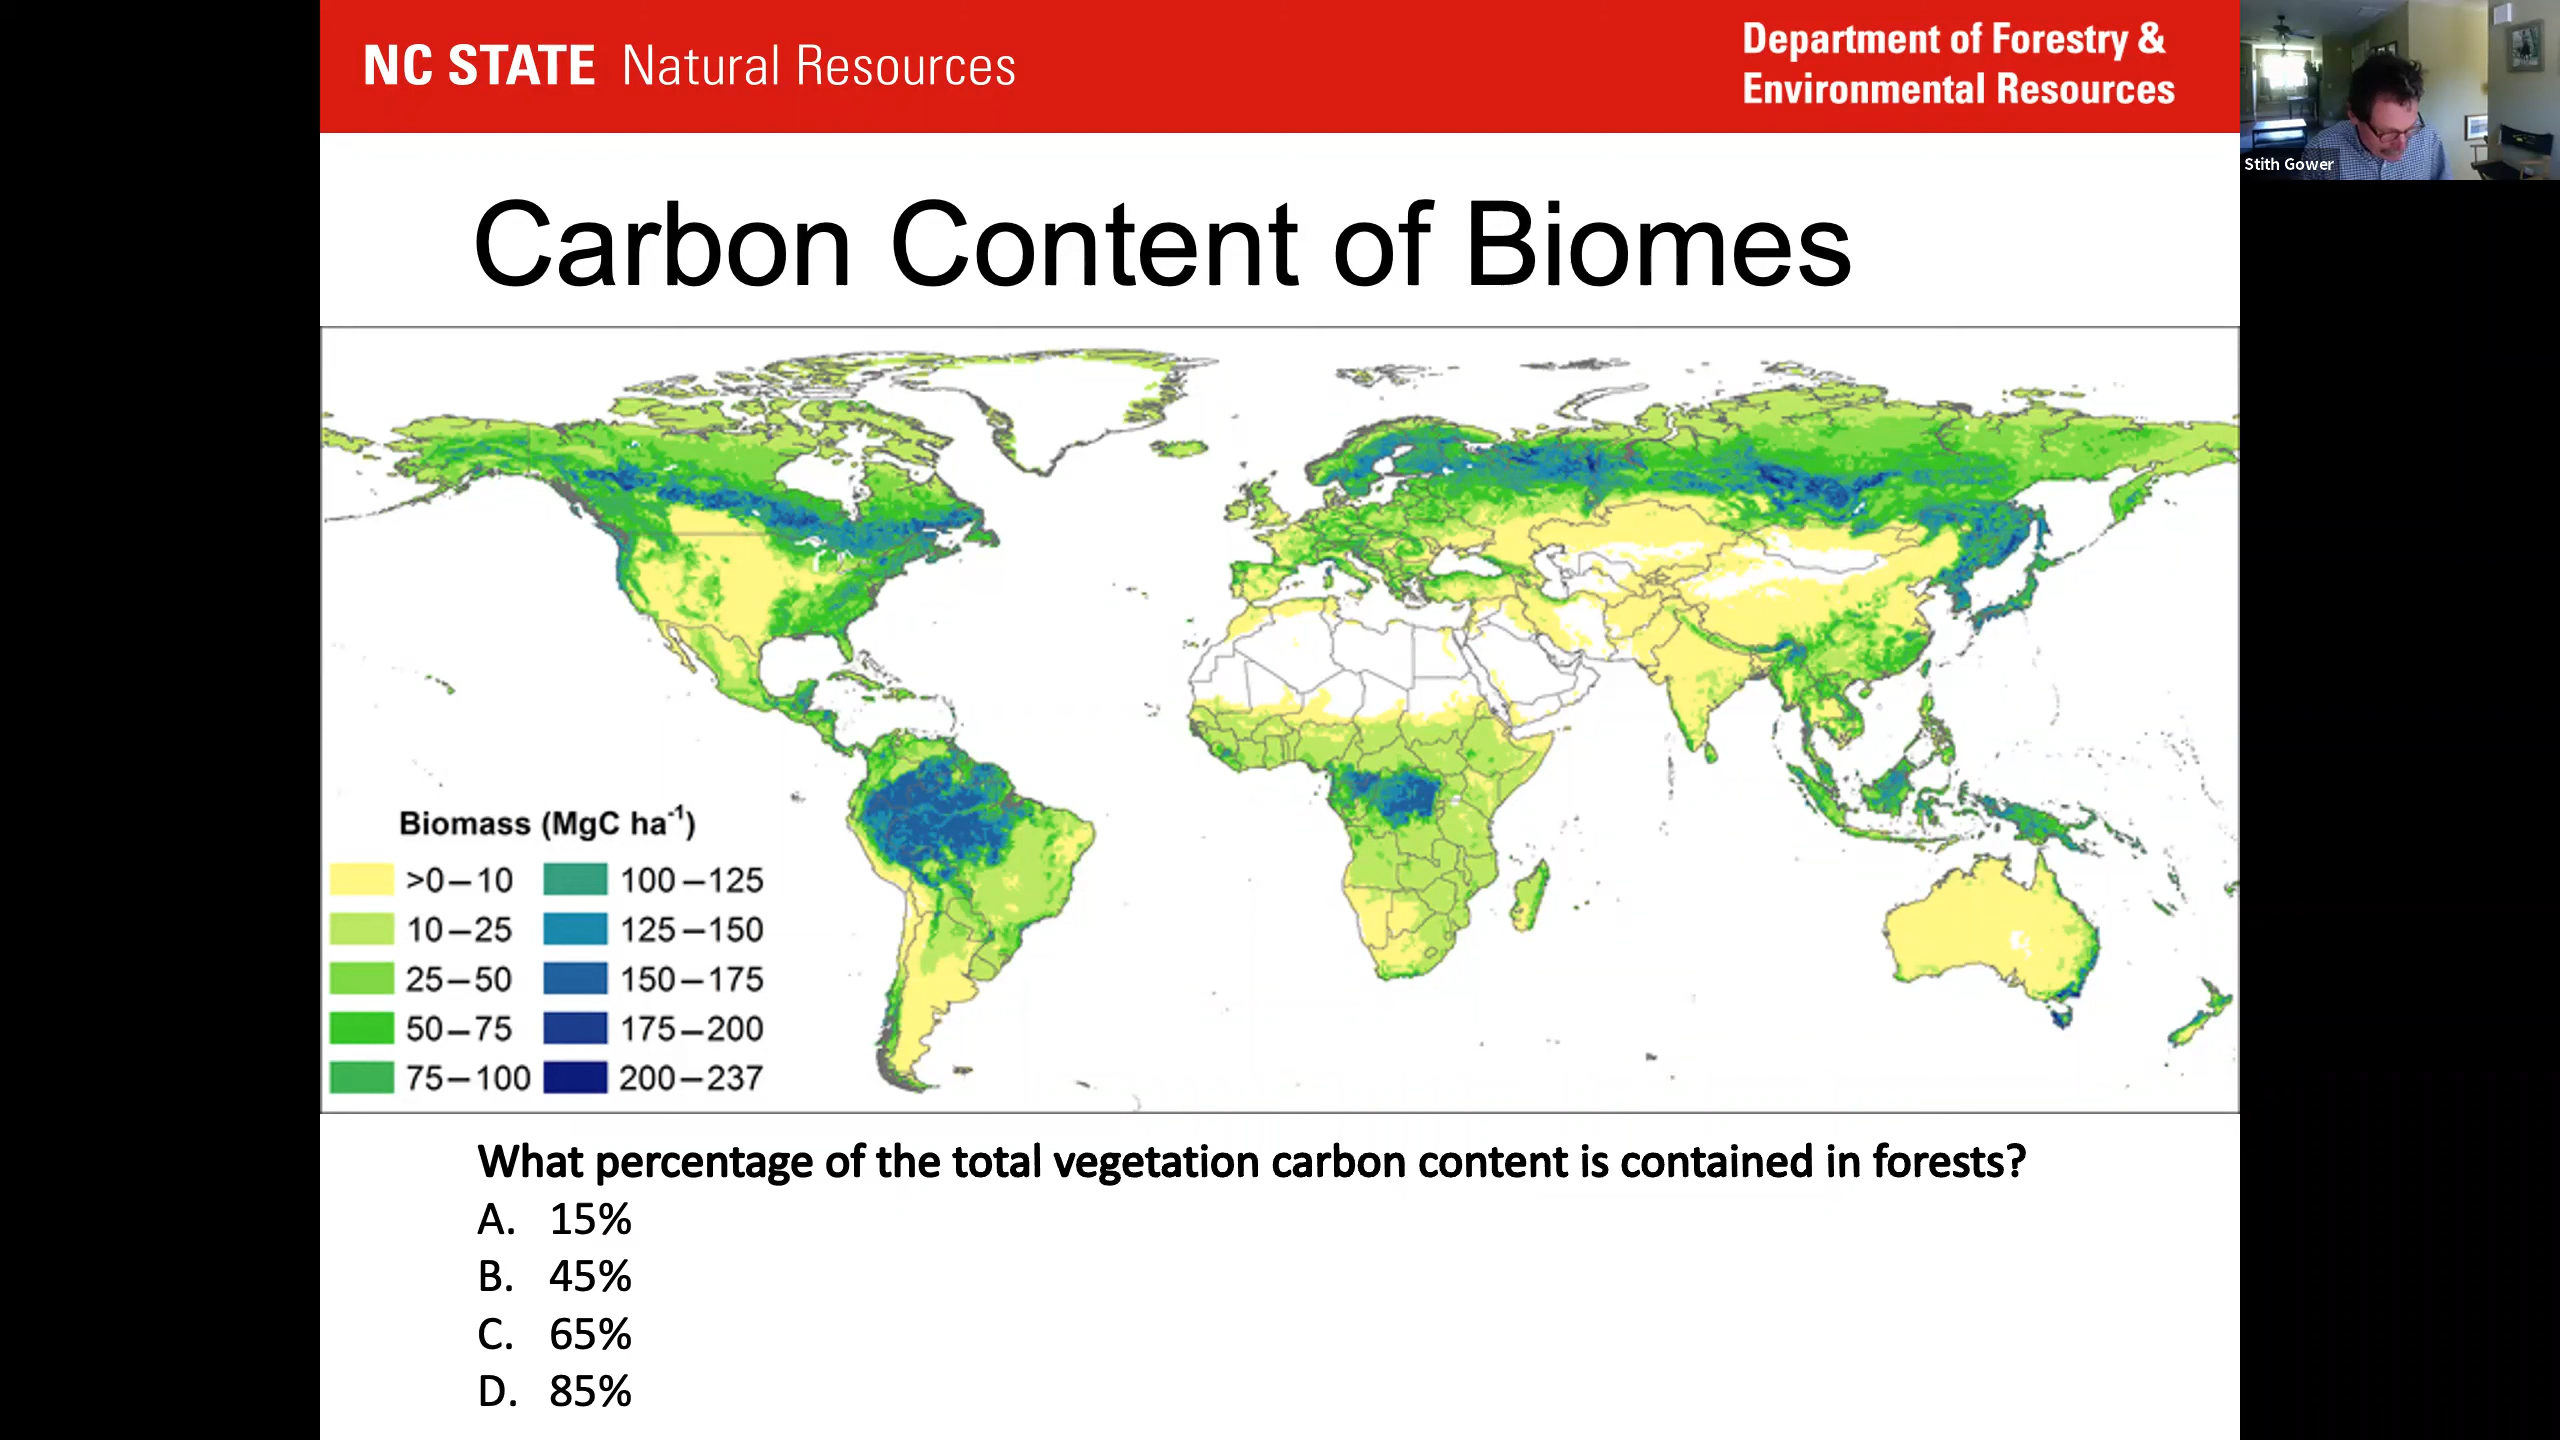 NC STATE Natural Resources
Department of Forestry &
Environmental Resources
Stith Gower
Carbon Content of Biomes
Biomass (MgC ha-1)
>0–10
10–25
25–50
50–75
75–100
100–125
125–150
150–175
175–200
200–237
What percentage of the total vegetation carbon content is contained in forests?
A. 15%
B. 45%
C. 65%
D. 85%